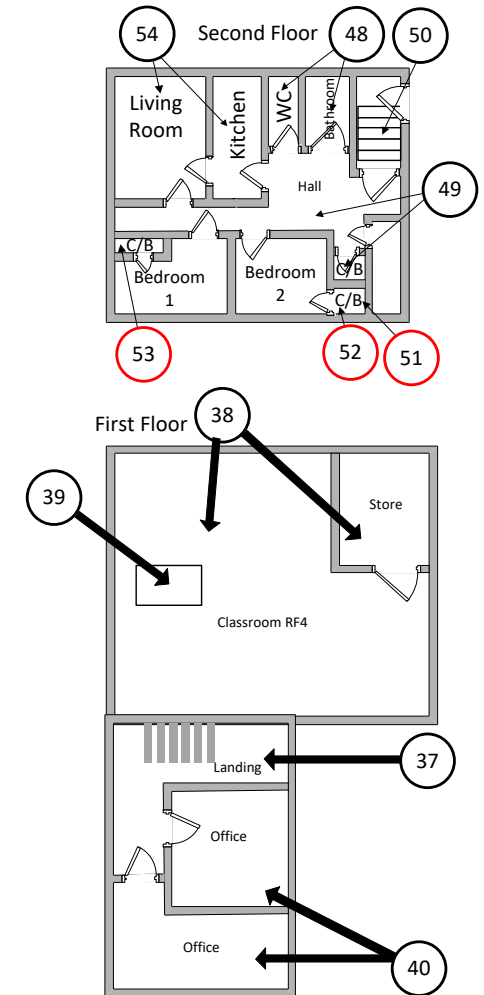 54
Second Floor
48
50
Living
Room
Kitchen
WC
Bathroom
Hall
49
C/B
Bedroom
1
Bedroom
2
C/B
C/B
53
52
51
First Floor
38
39
Store
Classroom RF4
Landing
37
Office
Office
40